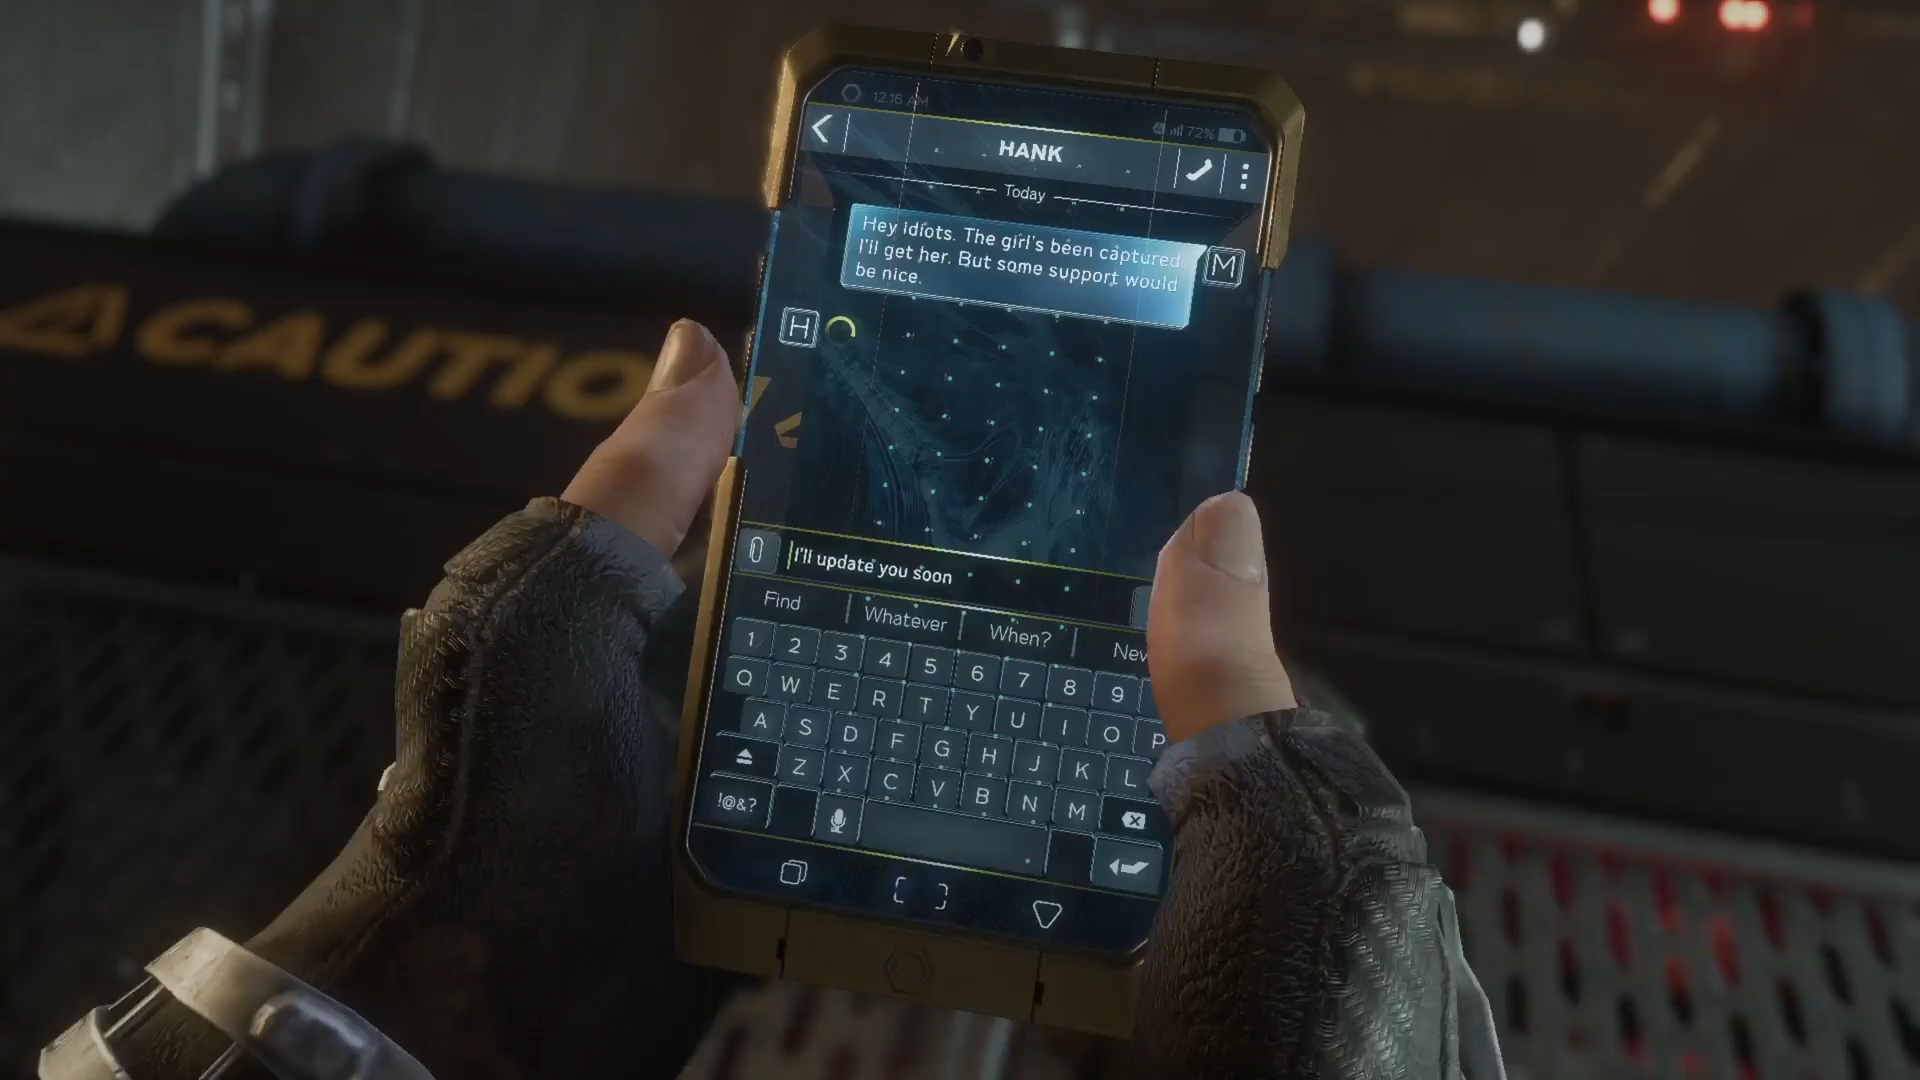 12:16 AM
72%
HANK
Today
Hey idiots. The girl's been captured.
I'll get her. But some support would
be nice.
M
H
CAUTIO
I'll update you soon
Find Whatever When?
1 2 3 4 5 6 7 8 9
Q W E R T Y U I O P
A S D F G H J K L
Z X C V B N M
!@&?